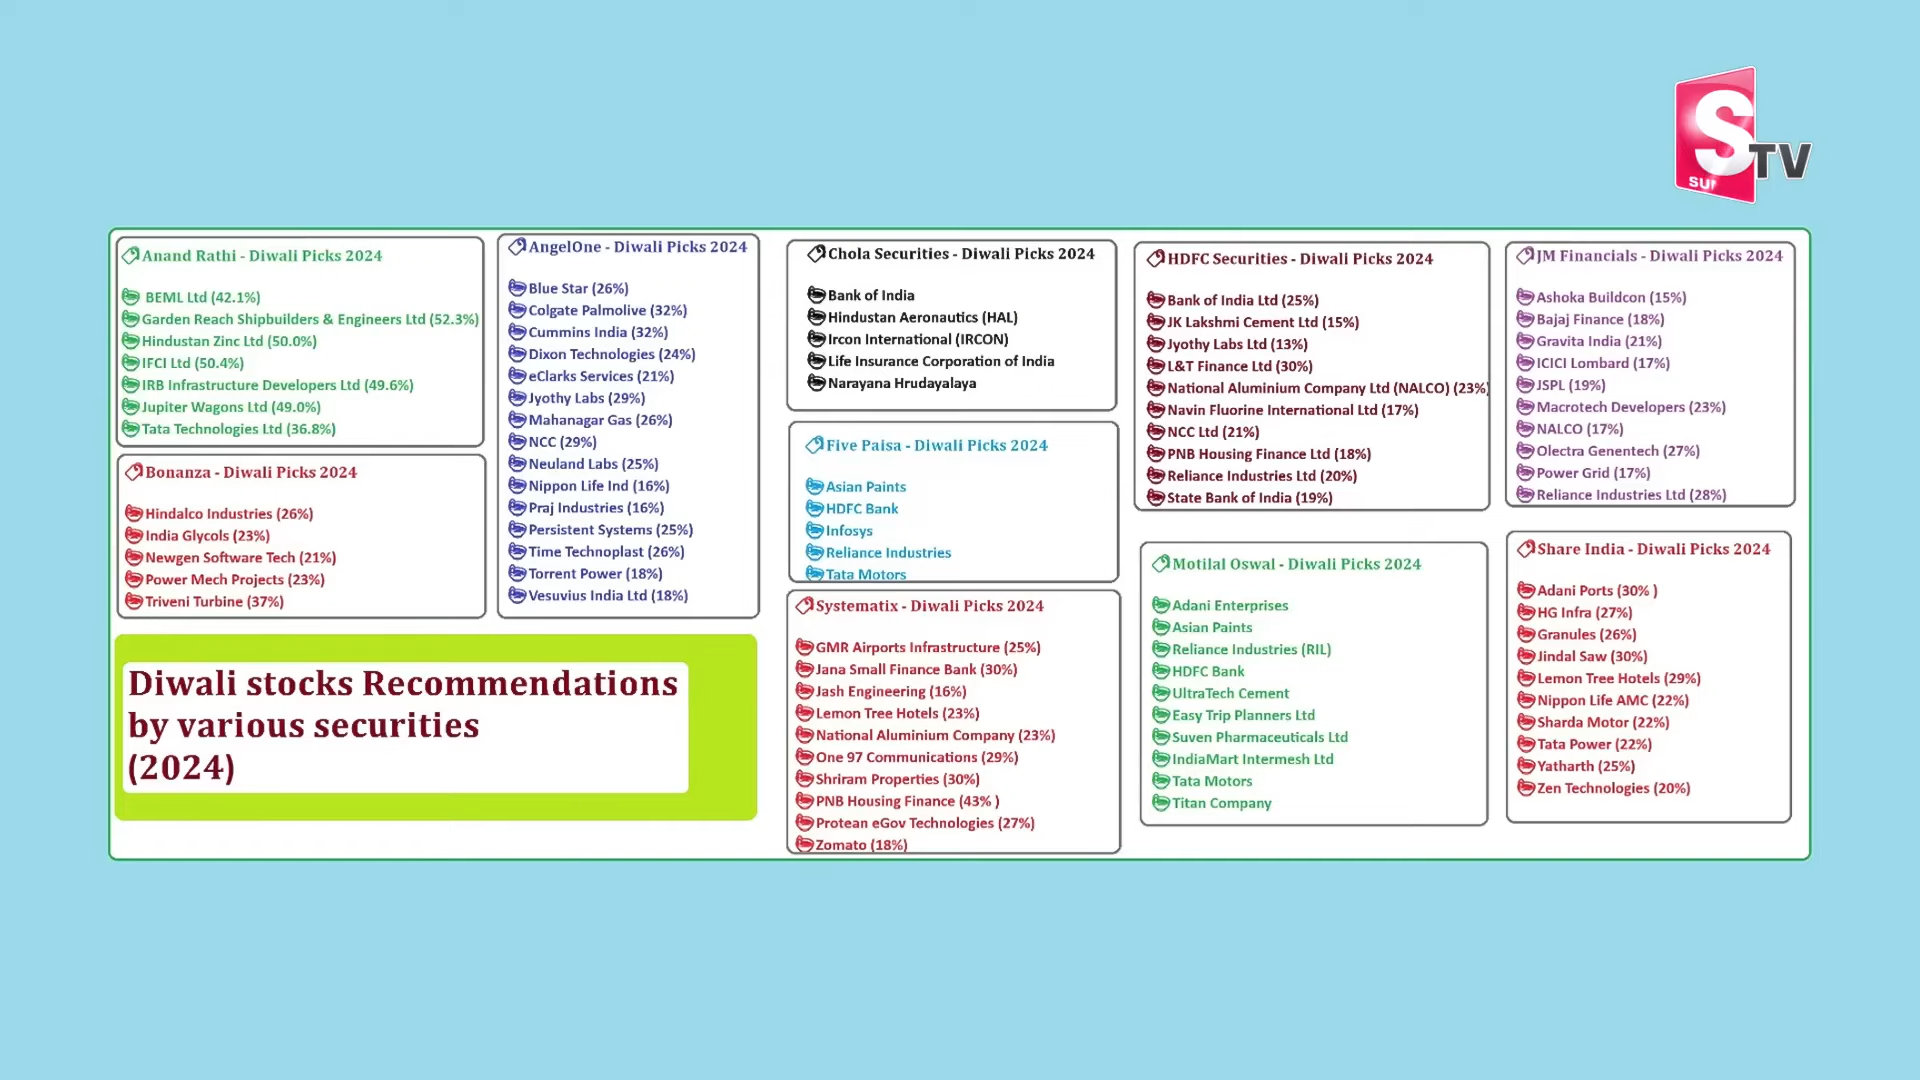 S TV
SUN
Anand Rathi - Diwali Picks 2024
BEML Ltd (42.1%)
Garden Reach Shipbuilders & Engineers Ltd (52.3%)
Hindustan Zinc Ltd (50.0%)
IFCI Ltd (50.4%)
IRB Infrastructure Developers Ltd (49.6%)
Jupiter Wagons Ltd (49.0%)
Tata Technologies Ltd (36.8%)
Bonanza - Diwali Picks 2024
Hindalco Industries (26%)
India Glycols (23%)
Newgen Software Tech (21%)
Power Mech Projects (23%)
Triveni Turbine (37%)
Diwali stocks Recommendations
by various securities
(2024)
AngelOne - Diwali Picks 2024
Blue Star (26%)
Colgate Palmolive (32%)
Cummins India (32%)
Dixon Technologies (24%)
eClarks Services (21%)
Jyothy Labs (29%)
Mahanagar Gas (26%)
NCC (29%)
Neuland Labs (25%)
Nippon Life Ind (16%)
Praj Industries (16%)
Persistent Systems (25%)
Time Technoplast (26%)
Torrent Power (18%)
Vesuvius India Ltd (18%)
Chola Securities - Diwali Picks 2024
Bank of India
Hindustan Aeronautics (HAL)
Ircon International (IRCON)
Life Insurance Corporation of India
Narayana Hrudayalaya
Five Paisa - Diwali Picks 2024
Asian Paints
HDFC Bank
Infosys
Reliance Industries
Tata Motors
Systematix - Diwali Picks 2024
GMR Airports Infrastructure (25%)
Jana Small Finance Bank (30%)
Jash Engineering (16%)
Lemon Tree Hotels (23%)
National Aluminium Company (23%)
One 97 Communications (29%)
Shriram Properties (30%)
PNB Housing Finance (43% )
Protean eGov Technologies (27%)
Zomato (18%)
HDFC Securities - Diwali Picks 2024
Bank of India Ltd (25%)
JK Lakshmi Cement Ltd (15%)
Jyothy Labs Ltd (13%)
L&T Finance Ltd (30%)
National Aluminium Company Ltd (NALCO) (23%)
Navin Fluorine International Ltd (17%)
NCC Ltd (21%)
PNB Housing Finance Ltd (18%)
Reliance Industries Ltd (20%)
State Bank of India (19%)
Motilal Oswal - Diwali Picks 2024
Adani Enterprises
Asian Paints
Reliance Industries (RIL)
HDFC Bank
UltraTech Cement
Easy Trip Planners Ltd
Suven Pharmaceuticals Ltd
IndiaMart Intermesh Ltd
Tata Motors
Titan Company
JM Financials - Diwali Picks 2024
Ashoka Buildcon (15%)
Bajaj Finance (18%)
Gravita India (21%)
ICICI Lombard (17%)
JSPL (19%)
Macrotech Developers (23%)
NALCO (17%)
Olectra Genentech (27%)
Power Grid (17%)
Reliance Industries Ltd (28%)
Share India - Diwali Picks 2024
Adani Ports (30% )
HG Infra (27%)
Granules (26%)
Jindal Saw (30%)
Lemon Tree Hotels (29%)
Nippon Life AMC (22%)
Sharda Motor (22%)
Tata Power (22%)
Yatharth (25%)
Zen Technologies (20%)